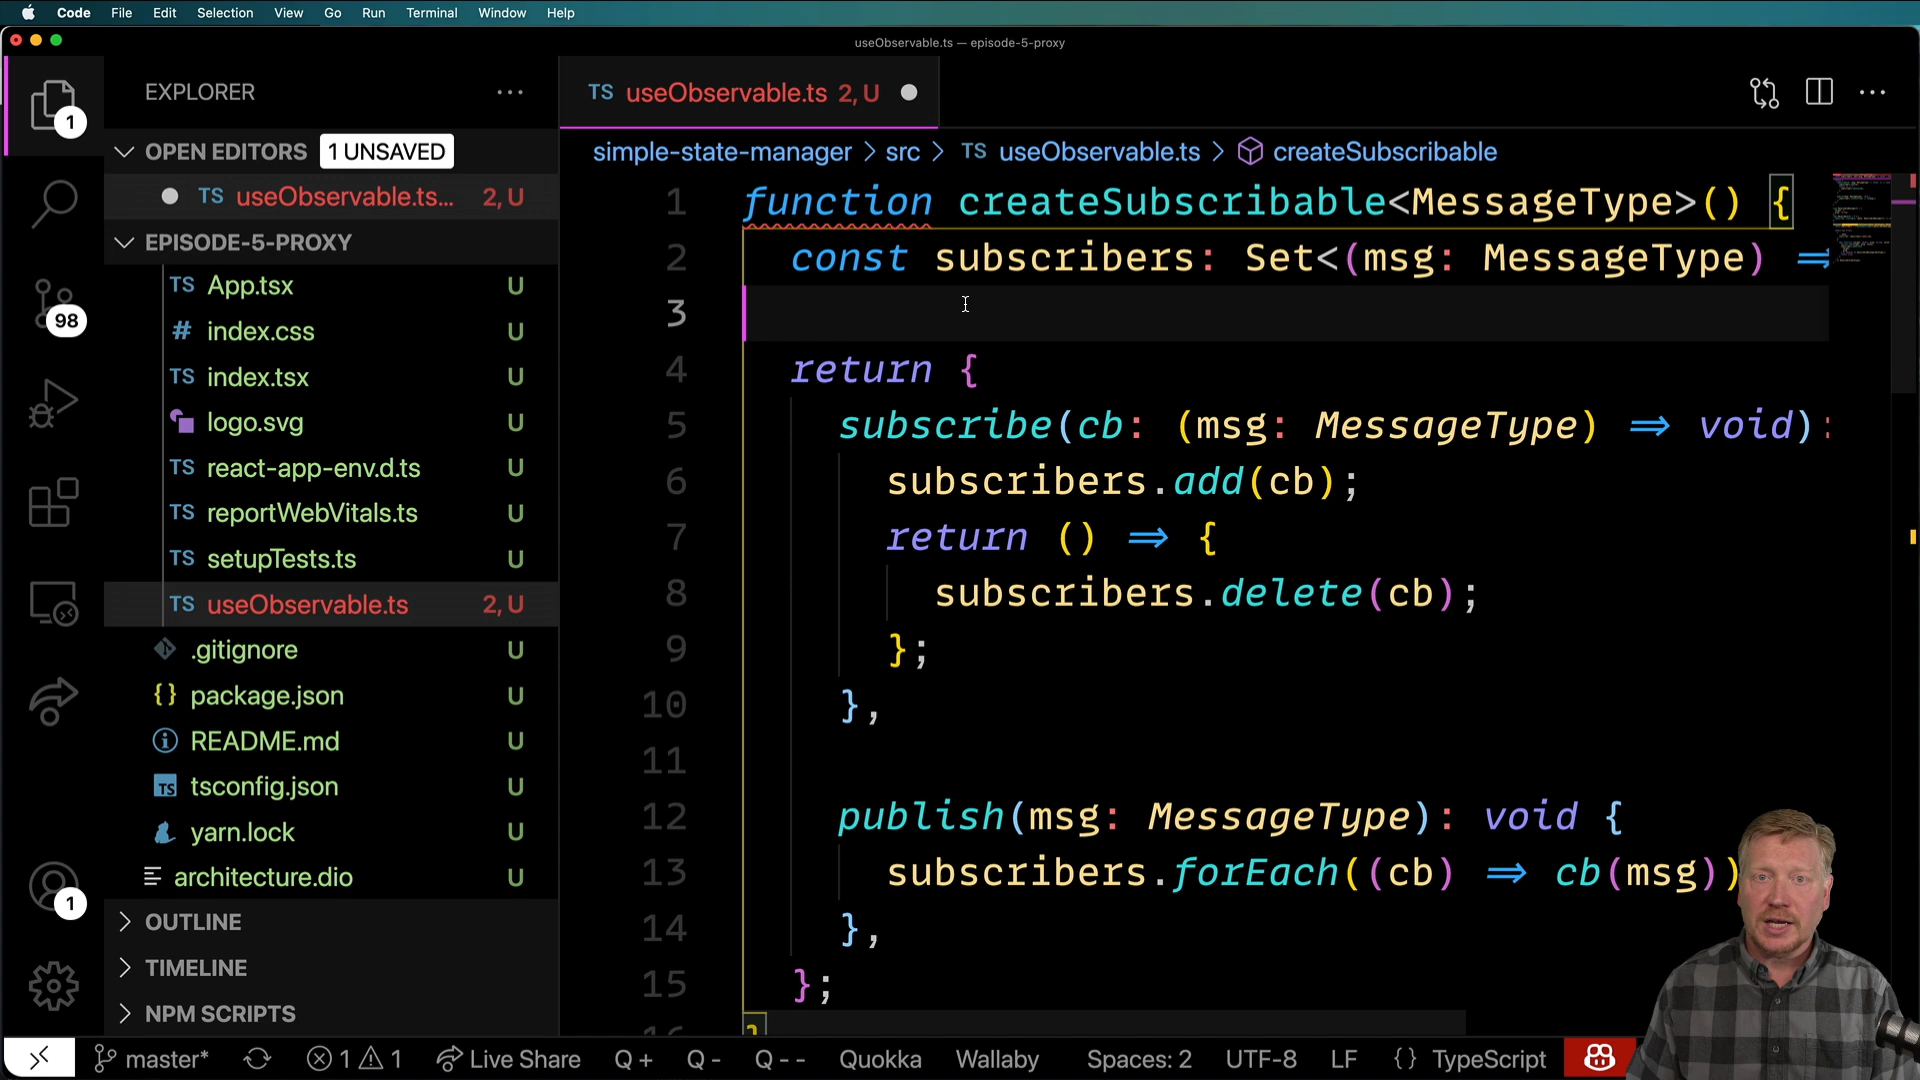 Code File Edit Selection View Go Run Terminal Window Help
useObservable.ts — episode-5-proxy
EXPLORER
1
OPEN EDITORS 1 UNSAVED
TS useObservable.ts... 2, U
EPISODE-5-PROXY
TS App.tsx U
# index.css U
98
TS index.tsx U
logo.svg U
TS react-app-env.d.ts U
TS reportWebVitals.ts U
TS setupTests.ts U
TS useObservable.ts 2, U
.gitignore U
{} package.json U
README.md U
TS tsconfig.json U
yarn.lock U
architecture.dio U
1
OUTLINE
TIMELINE
NPM SCRIPTS
TS useObservable.ts 2, U
simple-state-manager > src > TS useObservable.ts > createSubscribable
1 function createSubscribable<MessageType>() {
2 const subscribers: Set<(msg: MessageType) =>
3
4 return {
5 subscribe(cb: (msg: MessageType) => void):
6 subscribers.add(cb);
7 return () => {
8 subscribers.delete(cb);
9 };
10 },
11
12 publish(msg: MessageType): void {
13 subscribers.forEach((cb) => cb(msg))
14 },
15 };
16 }
master* 1 1 Live Share Q+ Q- Q-- Quokka Wallaby Spaces: 2 UTF-8 LF {} TypeScript